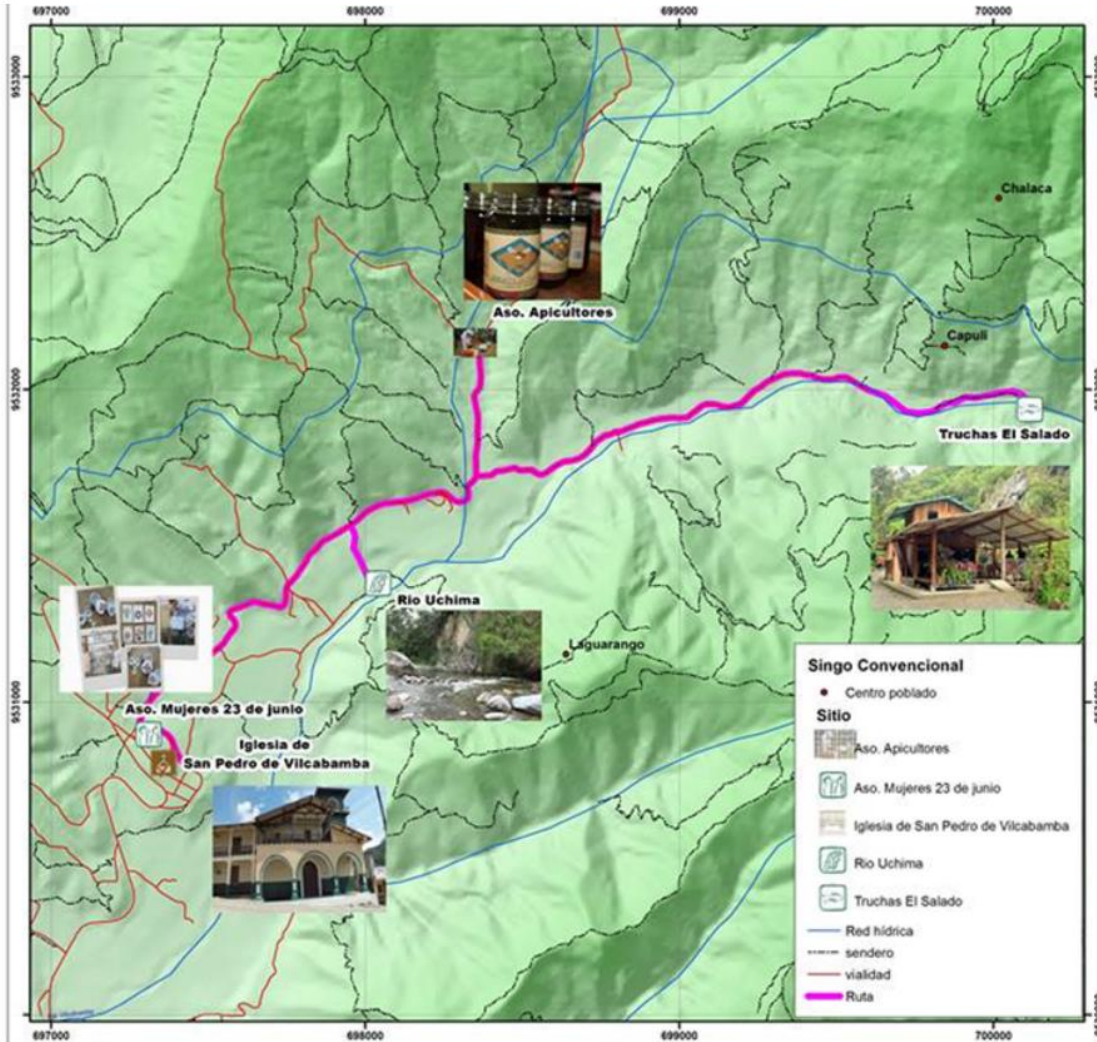 697000
698000
699000
700000
9533000
Chalaca
Aso. Apicultores
Capuli
9532000
Truchas El Salado
Rio Uchima
Laguarango
9531000
Aso. Mujeres 23 de junio
Iglesia de
San Pedro de Vilcabamba
Singo Convencional
Centro poblado
Sitio
Aso. Apicultores
Aso. Mujeres 23 de junio
Iglesia de San Pedro de Vilcabamba
Rio Uchima
Truchas El Salado
Red hídrica
sendero
vialidad
Ruta
697000
698000
699000
700000